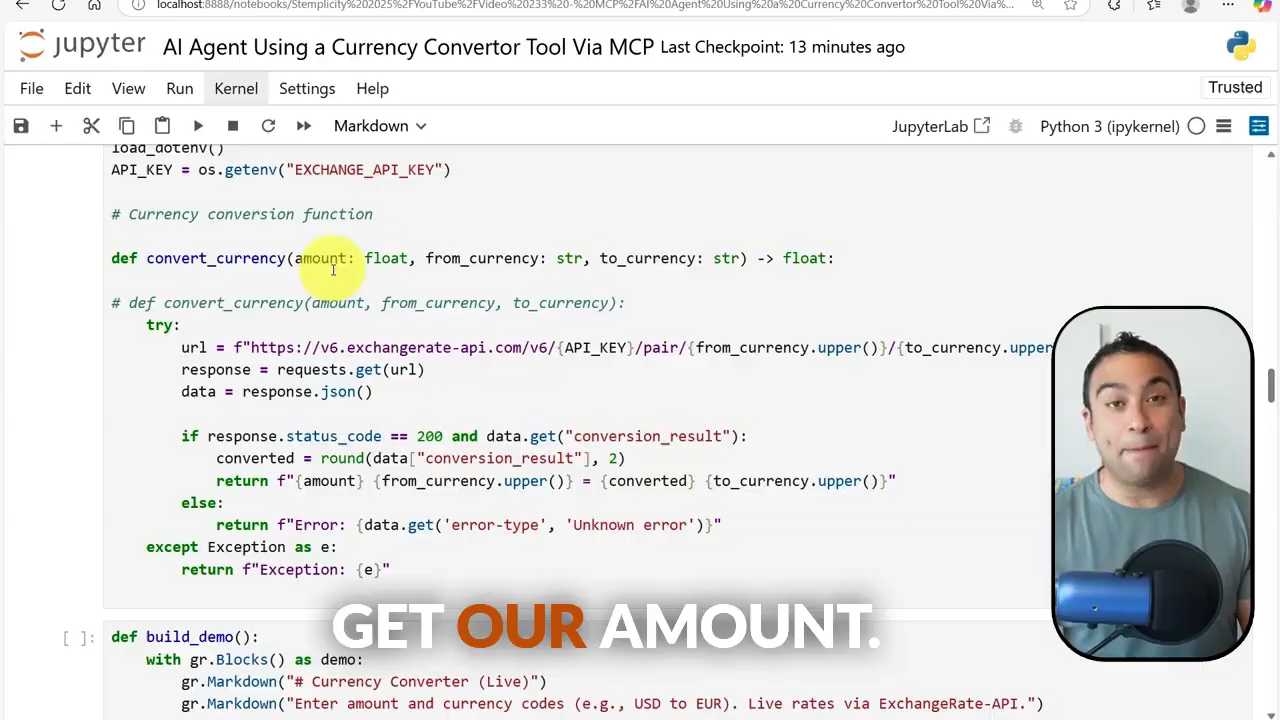 localhost:8888/notebooks/Stemplicity%202025%2FYouTube%2FVideo%2033%20-%20MCP%2FAI%20Agent%20Using%20a%20Currency%20Convertor%20Tool%20Via%...
jupyter AI Agent Using a Currency Convertor Tool Via MCP Last Checkpoint: 13 minutes ago
File Edit View Run Kernel Settings Help Trusted
Markdown JupyterLab Python 3 (ipykernel)
load_dotenv()
API_KEY = os.getenv("EXCHANGE_API_KEY")
# Currency conversion function
def convert_currency(amount: float, from_currency: str, to_currency: str) -> float:
# def convert_currency(amount, from_currency, to_currency):
try:
url = f"https://v6.exchangerate-api.com/v6/{API_KEY}/pair/{from_currency.upper()}/{to_currency.upper
response = requests.get(url)
data = response.json()
if response.status_code == 200 and data.get("conversion_result"):
converted = round(data["conversion_result"], 2)
return f"{amount} {from_currency.upper()} = {converted} {to_currency.upper()}"
else:
return f"Error: {data.get('error-type', 'Unknown error')}"
except Exception as e:
return f"Exception: {e}"
GET OUR AMOUNT.
[ ]: def build_demo():
with gr.Blocks() as demo:
gr.Markdown("# Currency Converter (Live)")
gr.Markdown("Enter amount and currency codes (e.g., USD to EUR). Live rates via ExchangeRate-API.")